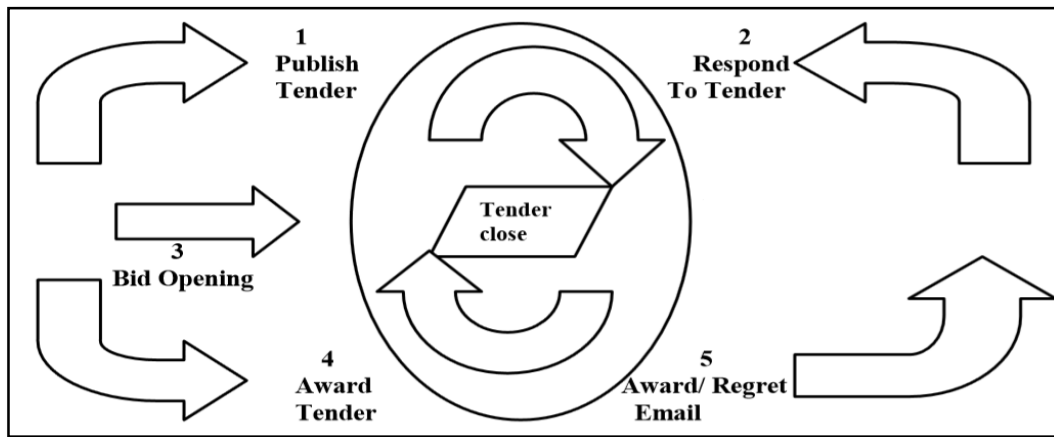 1
Publish
Tender
2
Respond
To Tender
Tender
close
3
Bid Opening
4
Award
Tender
5
Award/ Regret
Email